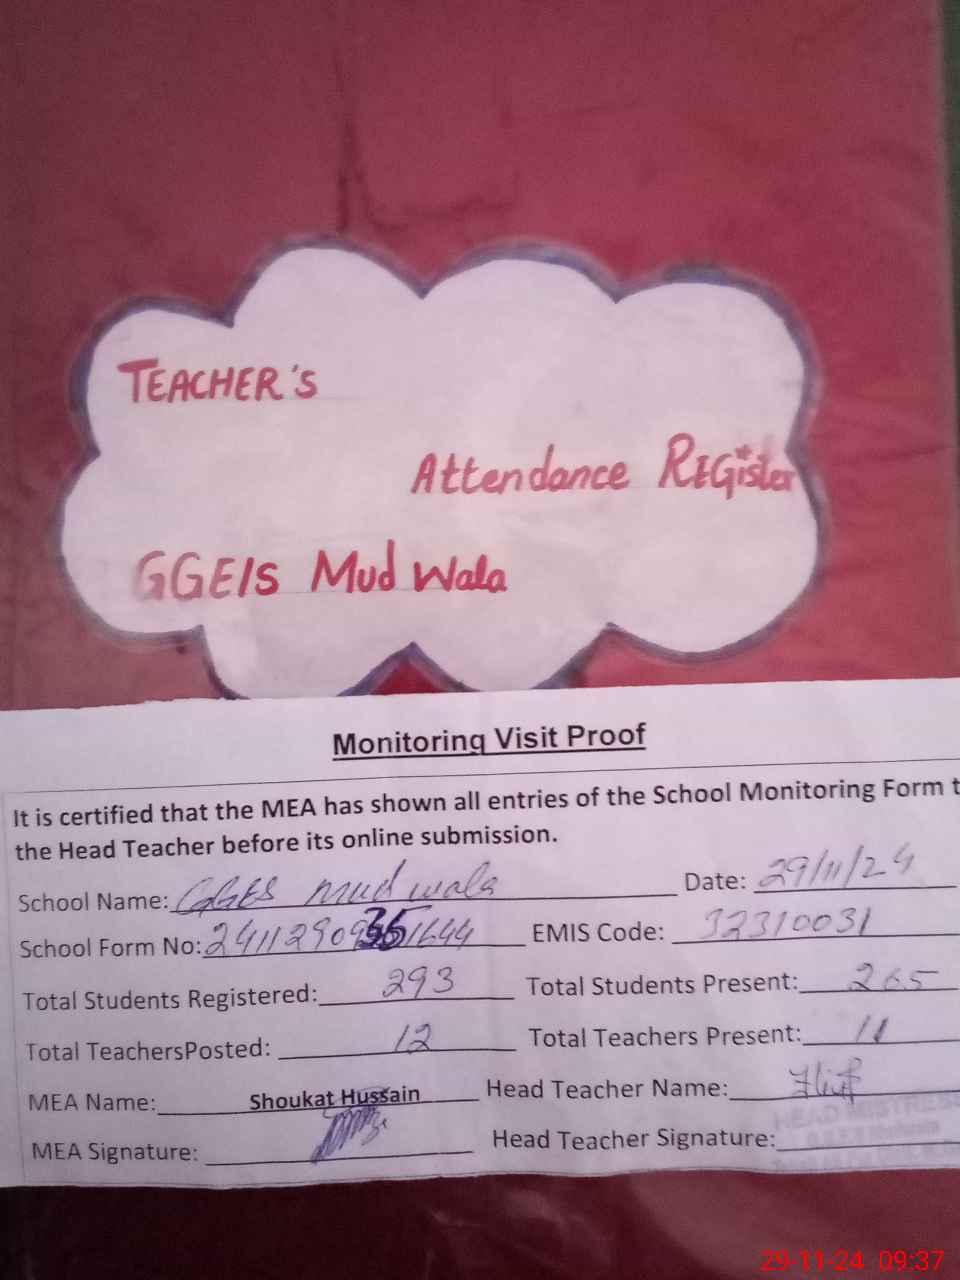 TEACHER'S
Attendance REGister
GGEIS Mud Wala
Monitoring Visit Proof
It is certified that the MEA has shown all entries of the School Monitoring Form t
the Head Teacher before its online submission.
School Name: GGES mud wala Date: 29/11/24
School Form No: 24112909351644 EMIS Code: 32310031
Total Students Registered: 293 Total Students Present: 265
Total TeachersPosted: 12 Total Teachers Present: 11
MEA Name: Shoukat Hussain Head Teacher Name:
MEA Signature: Head Teacher Signature:
HEAD MISTRESS
29-11-24 09:37